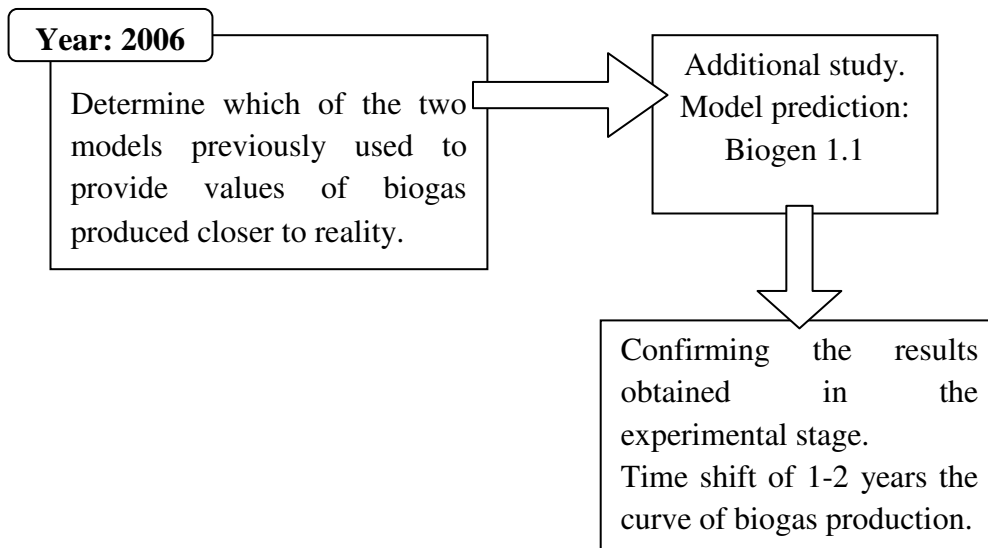 Year: 2006
Determine which of the two
models previously used to
provide values of biogas
produced closer to reality.
Additional study.
Model prediction:
Biogen 1.1
Confirming the results
obtained in the
experimental stage.
Time shift of 1-2 years the
curve of biogas production.